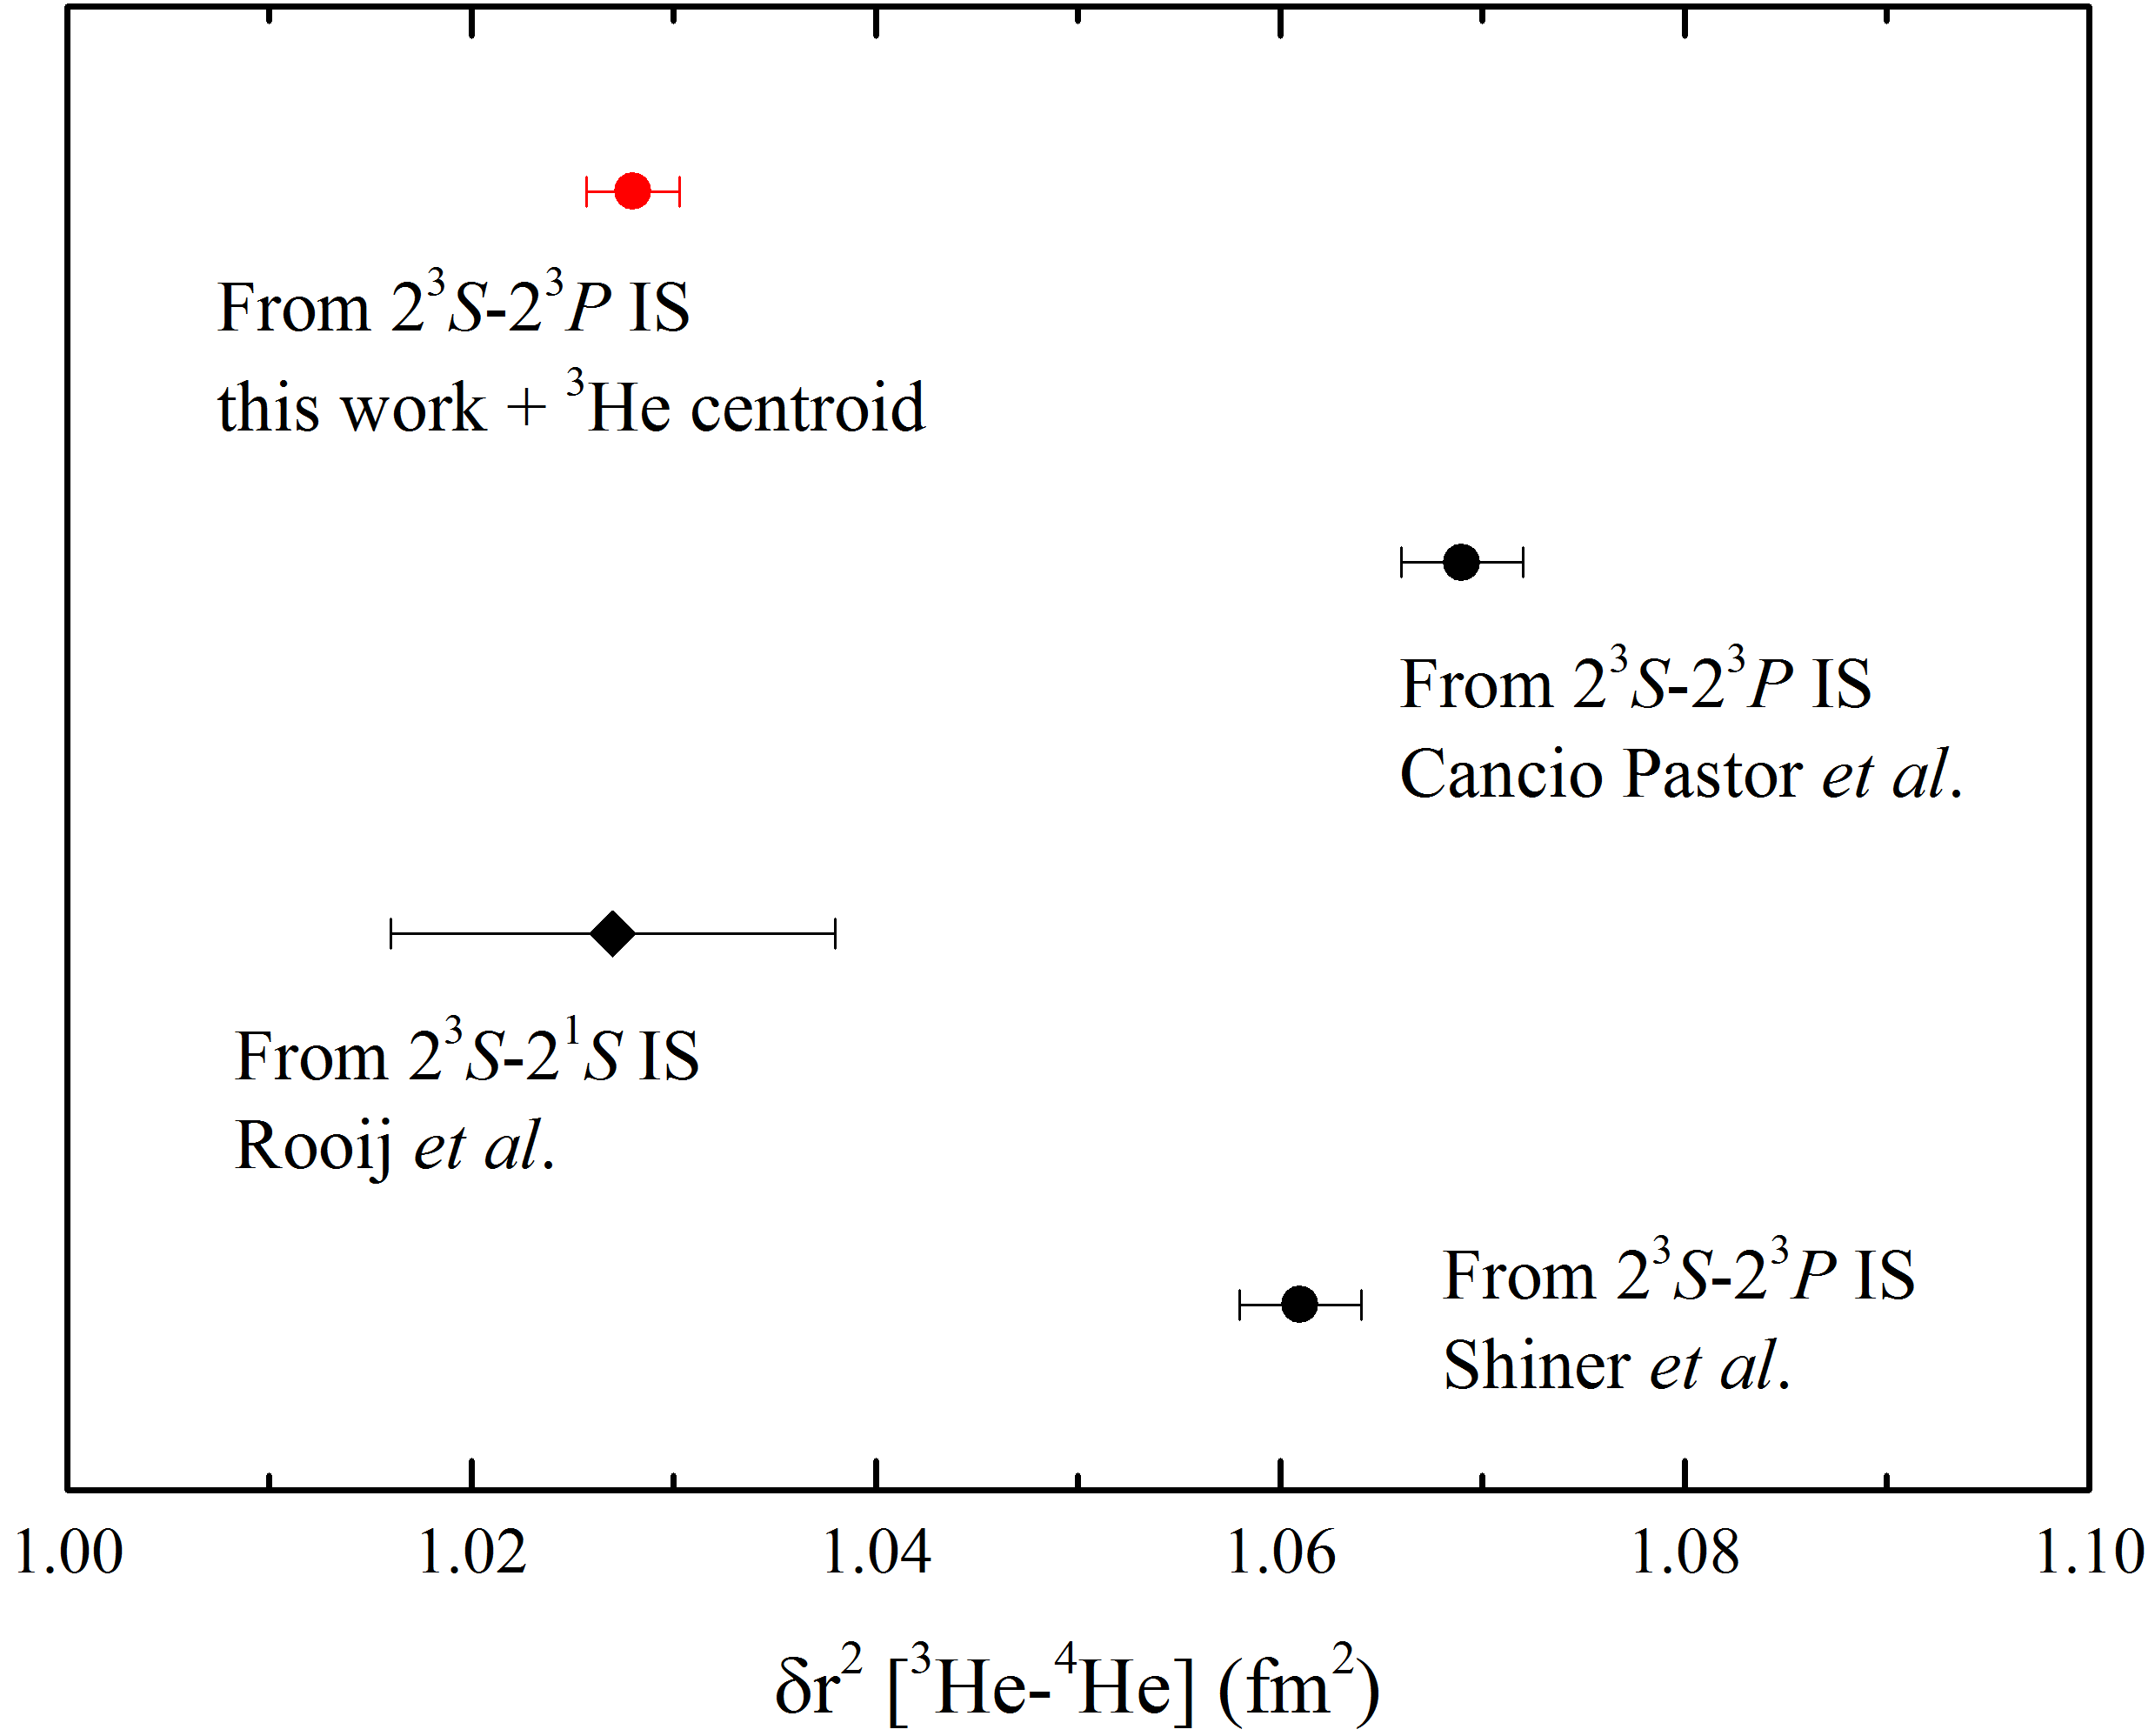 From 2³S-2³P IS
this work + ³He centroid
From 2³S-2³P IS
Cancio Pastor et al.
From 2³S-2¹S IS
Rooij et al.
From 2³S-2³P IS
Shiner et al.
1.00 1.02 1.04 1.06 1.08 1.10
δr² [³He-⁴He] (fm²)